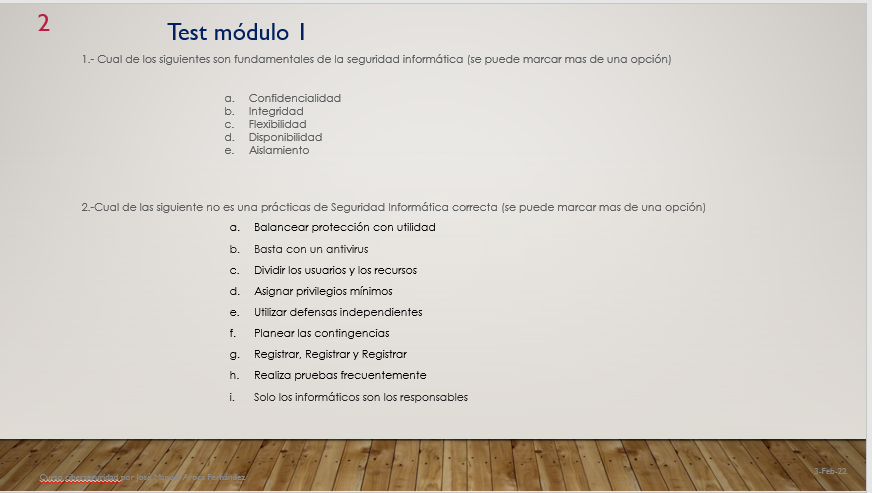 2
Test módulo 1
1.- Cual de los siguientes son fundamentales de la seguridad informática (se puede marcar mas de una opción)
a. Confidencialidad
b. Integridad
c. Flexibilidad
d. Disponibilidad
e. Aislamiento
2.-Cual de las siguiente no es una prácticas de Seguridad Informática correcta (se puede marcar mas de una opción)
a. Balancear protección con utilidad
b. Basta con un antivirus
c. Dividir los usuarios y los recursos
d. Asignar privilegios mínimos
e. Utilizar defensas independientes
f. Planear las contingencias
g. Registrar, Registrar y Registrar
h. Realiza pruebas frecuentemente
i. Solo los informáticos son los responsables
Curso por José Manuel Fernández
3-Feb-22